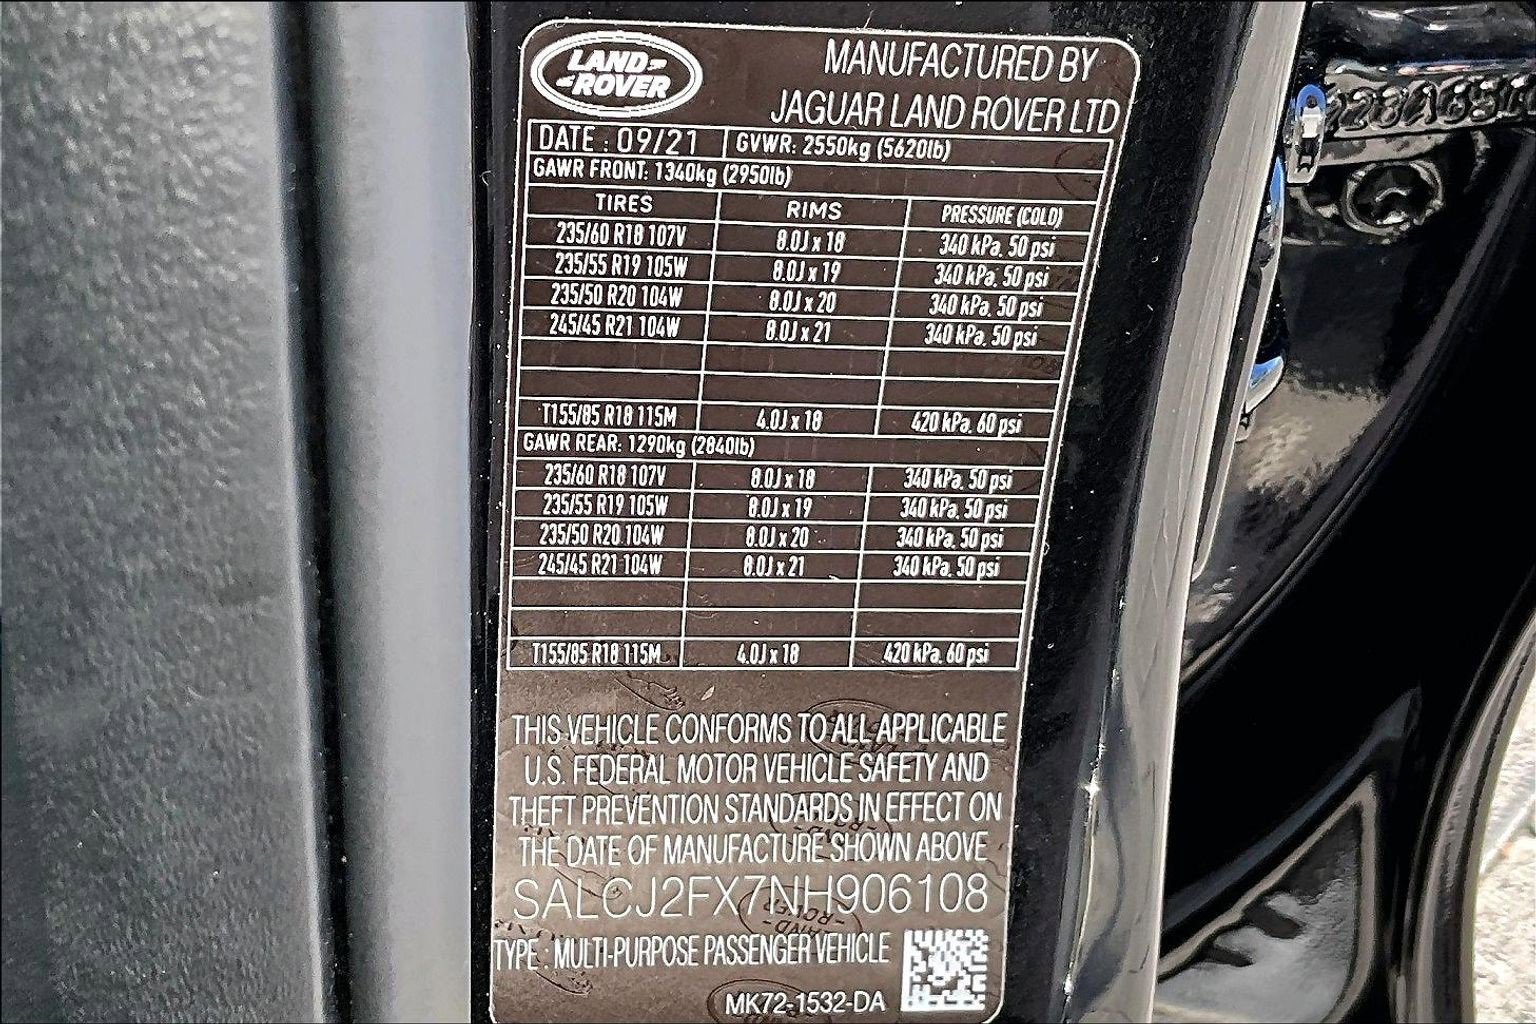 LAND ROVER
MANUFACTURED BY
JAGUAR LAND ROVER LTD
DATE : 09/21 GVWR: 2550kg (5620lb)
GAWR FRONT: 1340kg (2950lb)
TIRES RIMS PRESSURE (COLD)
235/60 R18 107V 8.0J x 18 340 kPa, 50 psi
235/55 R19 105W 8.0J x 19 340 kPa, 50 psi
235/50 R20 104W 8.0J x 20 340 kPa, 50 psi
245/45 R21 104W 8.0J x 21 340 kPa, 50 psi
T155/85 R18 115M 4.0J x 18 420 kPa, 60 psi
GAWR REAR: 1290kg (2840lb)
235/60 R18 107V 8.0J x 18 340 kPa, 50 psi
235/55 R19 105W 8.0J x 19 340 kPa, 50 psi
235/50 R20 104W 8.0J x 20 340 kPa, 50 psi
245/45 R21 104W 8.0J x 21 340 kPa, 50 psi
T155/85 R18 115M 4.0J x 18 420 kPa, 60 psi
THIS VEHICLE CONFORMS TO ALL APPLICABLE
U.S. FEDERAL MOTOR VEHICLE SAFETY AND
THEFT PREVENTION STANDARDS IN EFFECT ON
THE DATE OF MANUFACTURE SHOWN ABOVE
SALCJ2FX7NH906108
TYPE : MULTI-PURPOSE PASSENGER VEHICLE
MK72-1532-DA